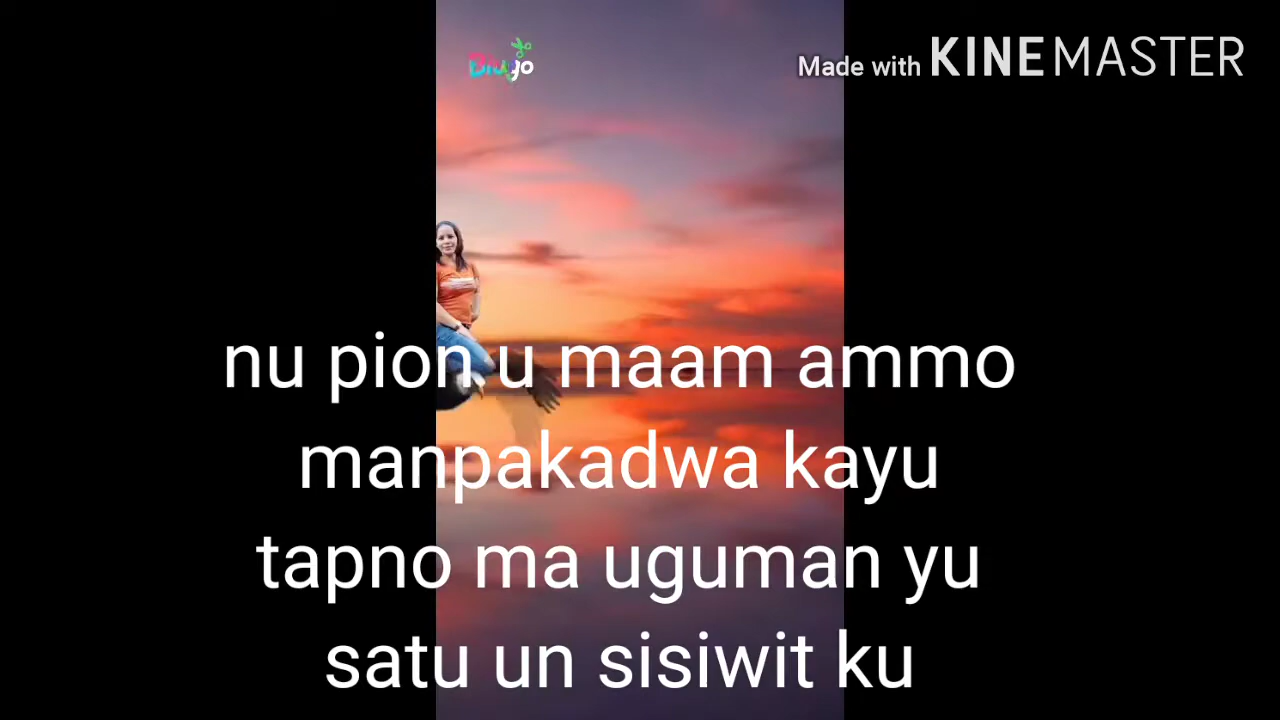 Made with KINEMASTER
nu pion u maam ammo
manpakadwa kayu
tapno ma uguman yu
satu un sisiwit ku